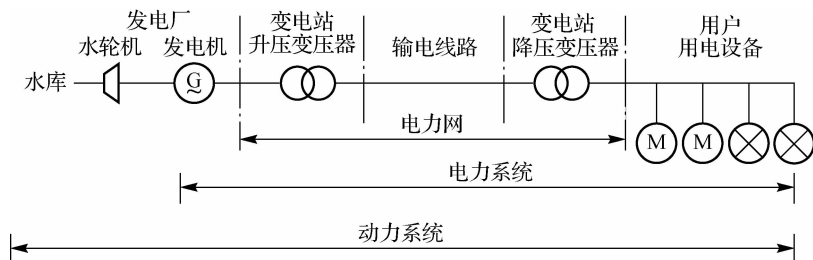 发电厂
水轮机 发电机
变电站
升压变压器
输电线路
变电站
降压变压器
用户
用电设备
水库
G
~
M
M
电力网
电力系统
动力系统